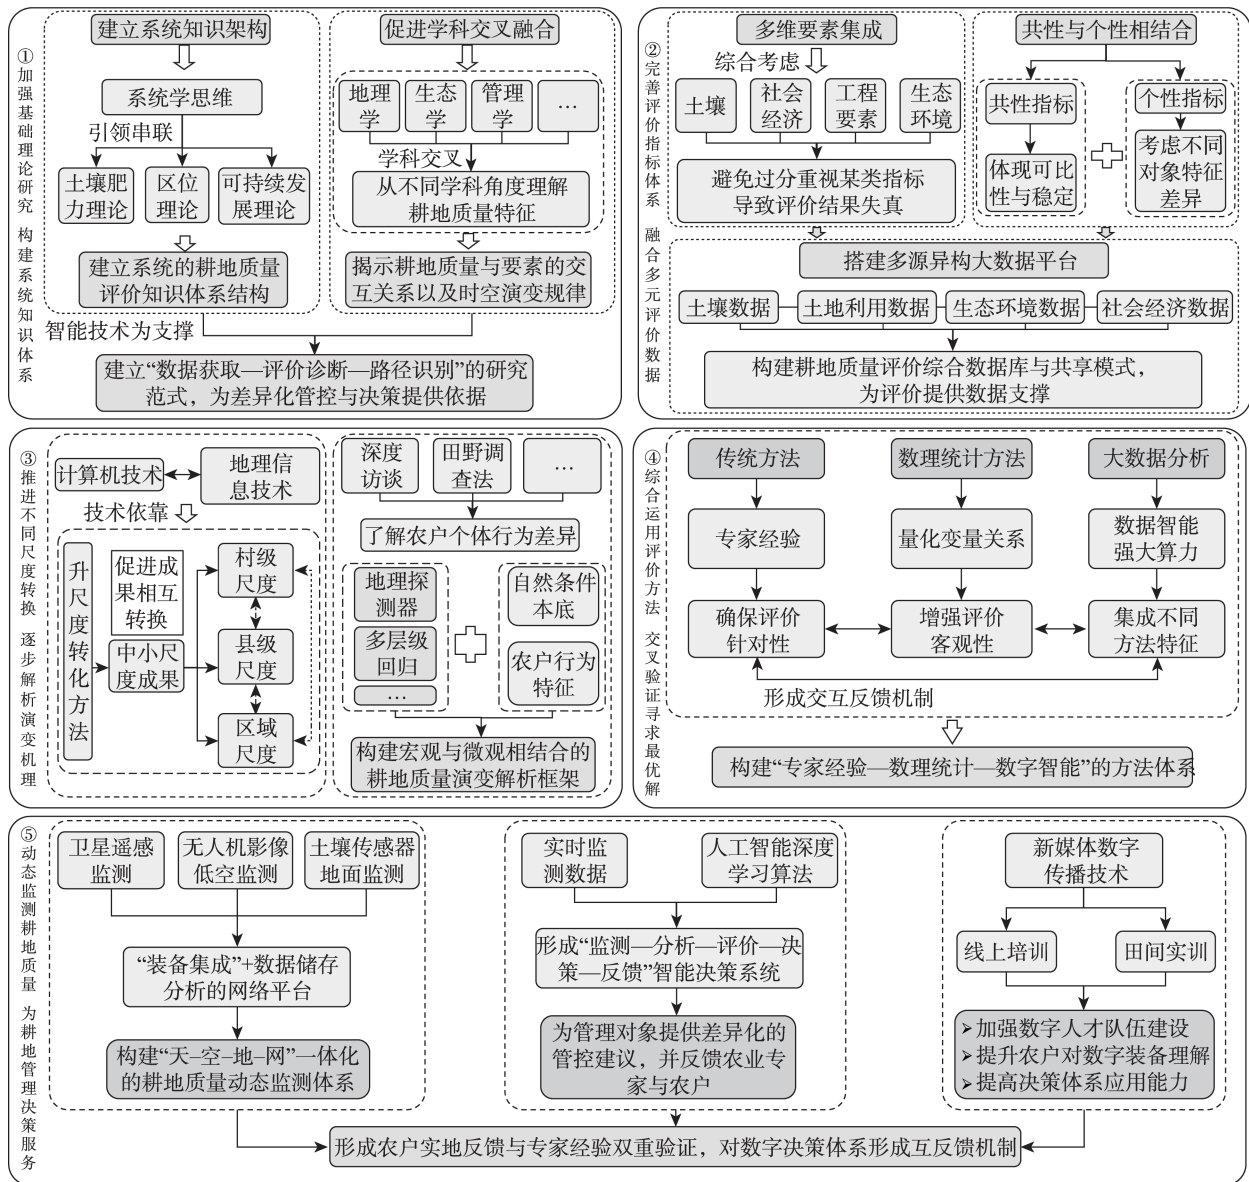 ①加强基础理论研究 构建系统知识体系
建立系统知识架构
系统学思维
引领串联
土壤肥
力理论
区位
理论
可持续发
展理论
建立系统的耕地质量
评价知识体系结构
促进学科交叉融合
地理
学
生态
学
管理
学
…
学科交叉
从不同学科角度理解
耕地质量特征
揭示耕地质量与要素的交
互关系以及时空演变规律
智能技术为支撑
建立“数据获取—评价诊断—路径识别”的研究
范式，为差异化管控与决策提供依据
②完善评价指标体系 融合多元评价数据
多维要素集成
综合考虑
土壤
社会
经济
工程
要素
生态
环境
避免过分重视某类指标
导致评价结果失真
共性与个性相结合
共性指标
体现可比
性与稳定
个性指标
考虑不同
对象特征
差异
搭建多源异构大数据平台
土壤数据
土地利用数据
生态环境数据
社会经济数据
构建耕地质量评价综合数据库与共享模式，
为评价提供数据支撑
③推进不同尺度转换 逐步解析演变机理
计算机技术
地理信
息技术
技术依靠
升尺度转化方法
促进成
果相互
转换
中小尺
度成果
村级
尺度
县级
尺度
区域
尺度
深度
访谈
田野调
查法
…
了解农户个体行为差异
地理探
测器
多层级
回归
…
自然条件
本底
农户行为
特征
构建宏观与微观相结合的
耕地质量演变解析框架
④综合运用评价方法 交叉验证寻求最优解
传统方法
数理统计方法
大数据分析
专家经验
量化变量关系
数据智能
强大算力
确保评价
针对性
增强评价
客观性
集成不同
方法特征
形成交互反馈机制
构建“专家经验—数理统计—数字智能”的方法体系
⑤动态监测耕地质量 为耕地管理决策服务
卫星遥感
监测
无人机影像
低空监测
土壤传感器
地面监测
“装备集成”+数据储存
分析的网络平台
构建“天–空–地–网”一体化
的耕地质量动态监测体系
实时监
测数据
人工智能深度
学习算法
形成“监测—分析—评价—决
策—反馈”智能决策系统
为管理对象提供差异化的
管控建议，并反馈农业专
家与农户
新媒体数字
传播技术
线上培训
田间实训
➢加强数字人才队伍建设
➢提升农户对数字装备理解
➢提高决策体系应用能力
形成农户实地反馈与专家经验双重验证，对数字决策体系形成互反馈机制